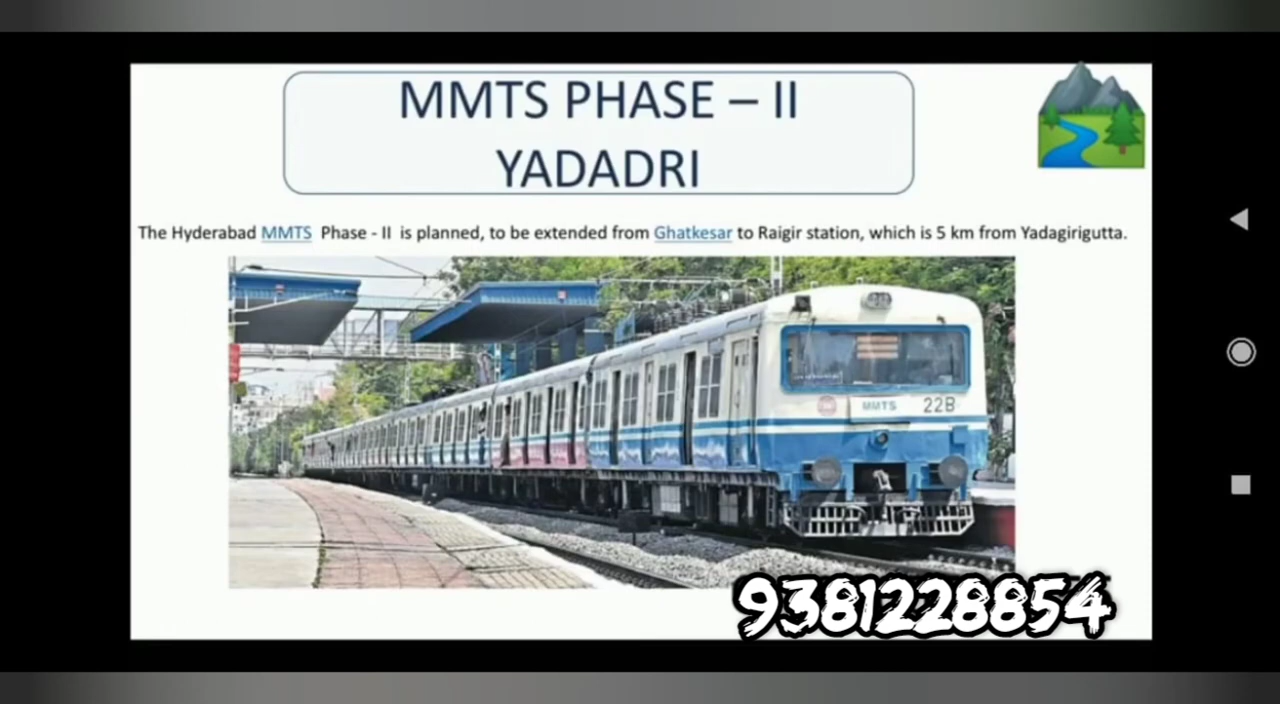 MMTS PHASE – II
YADADRI
The Hyderabad MMTS Phase - II is planned, to be extended from Ghatkesar to Raigir station, which is 5 km from Yadagirigutta.
MMTS 22B
9381228854